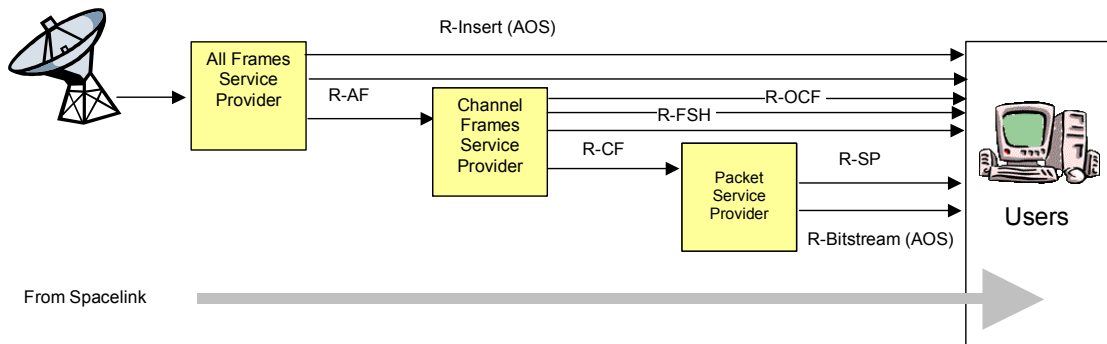 R-Insert (AOS)
All Frames
Service
Provider
R-AF
Channel
Frames
Service
Provider
R-OCF
R-FSH
R-CF
Packet
Service
Provider
R-SP
R-Bitstream (AOS)
Users
From Spacelink